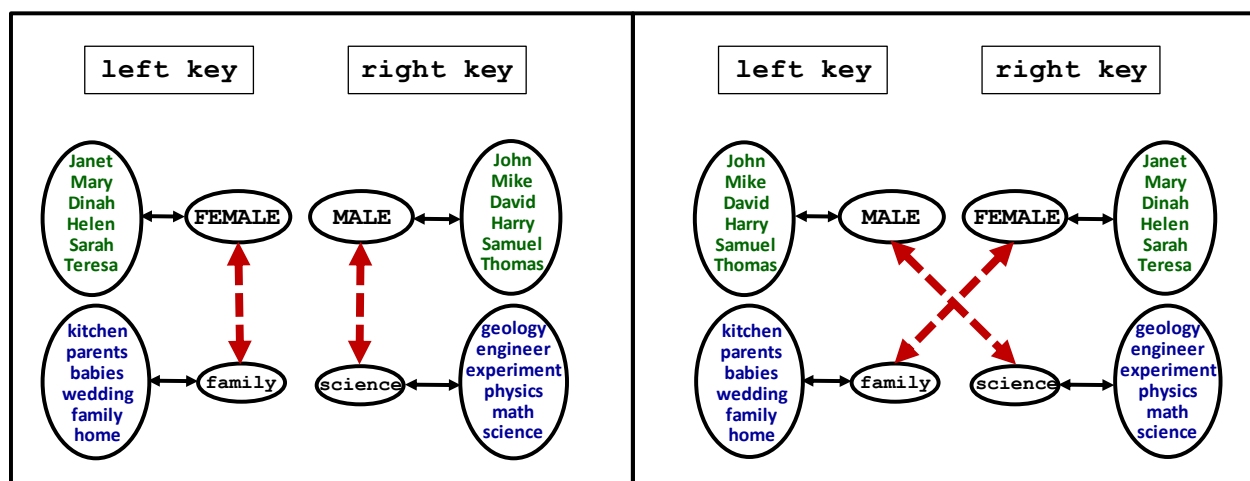 left key
right key
Janet
Mary
Dinah
Helen
Sarah
Teresa
FEMALE
MALE
John
Mike
David
Harry
Samuel
Thomas
kitchen
parents
babies
wedding
family
home
family
science
geology
engineer
experiment
physics
math
science
left key
right key
John
Mike
David
Harry
Samuel
Thomas
MALE
FEMALE
Janet
Mary
Dinah
Helen
Sarah
Teresa
kitchen
parents
babies
wedding
family
home
family
science
geology
engineer
experiment
physics
math
science